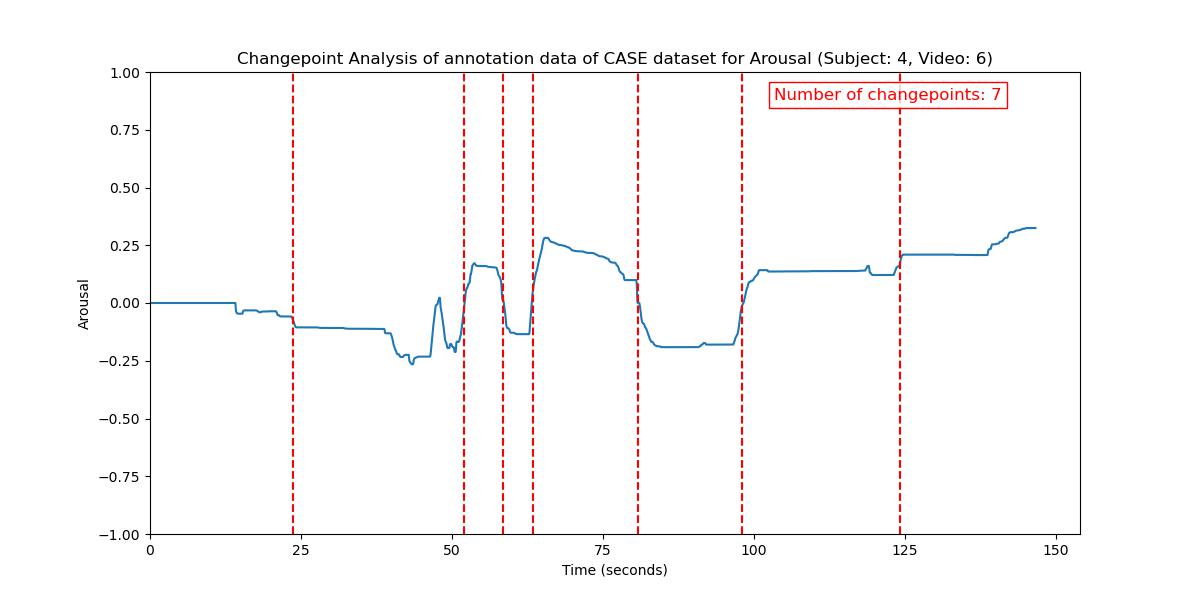 Changepoint Analysis of annotation data of CASE dataset for Arousal (Subject: 4, Video: 6)
Number of changepoints: 7
1.00
0.75
0.50
0.25
0.00
−0.25
−0.50
−0.75
−1.00
Arousal
0 25 50 75 100 125 150
Time (seconds)